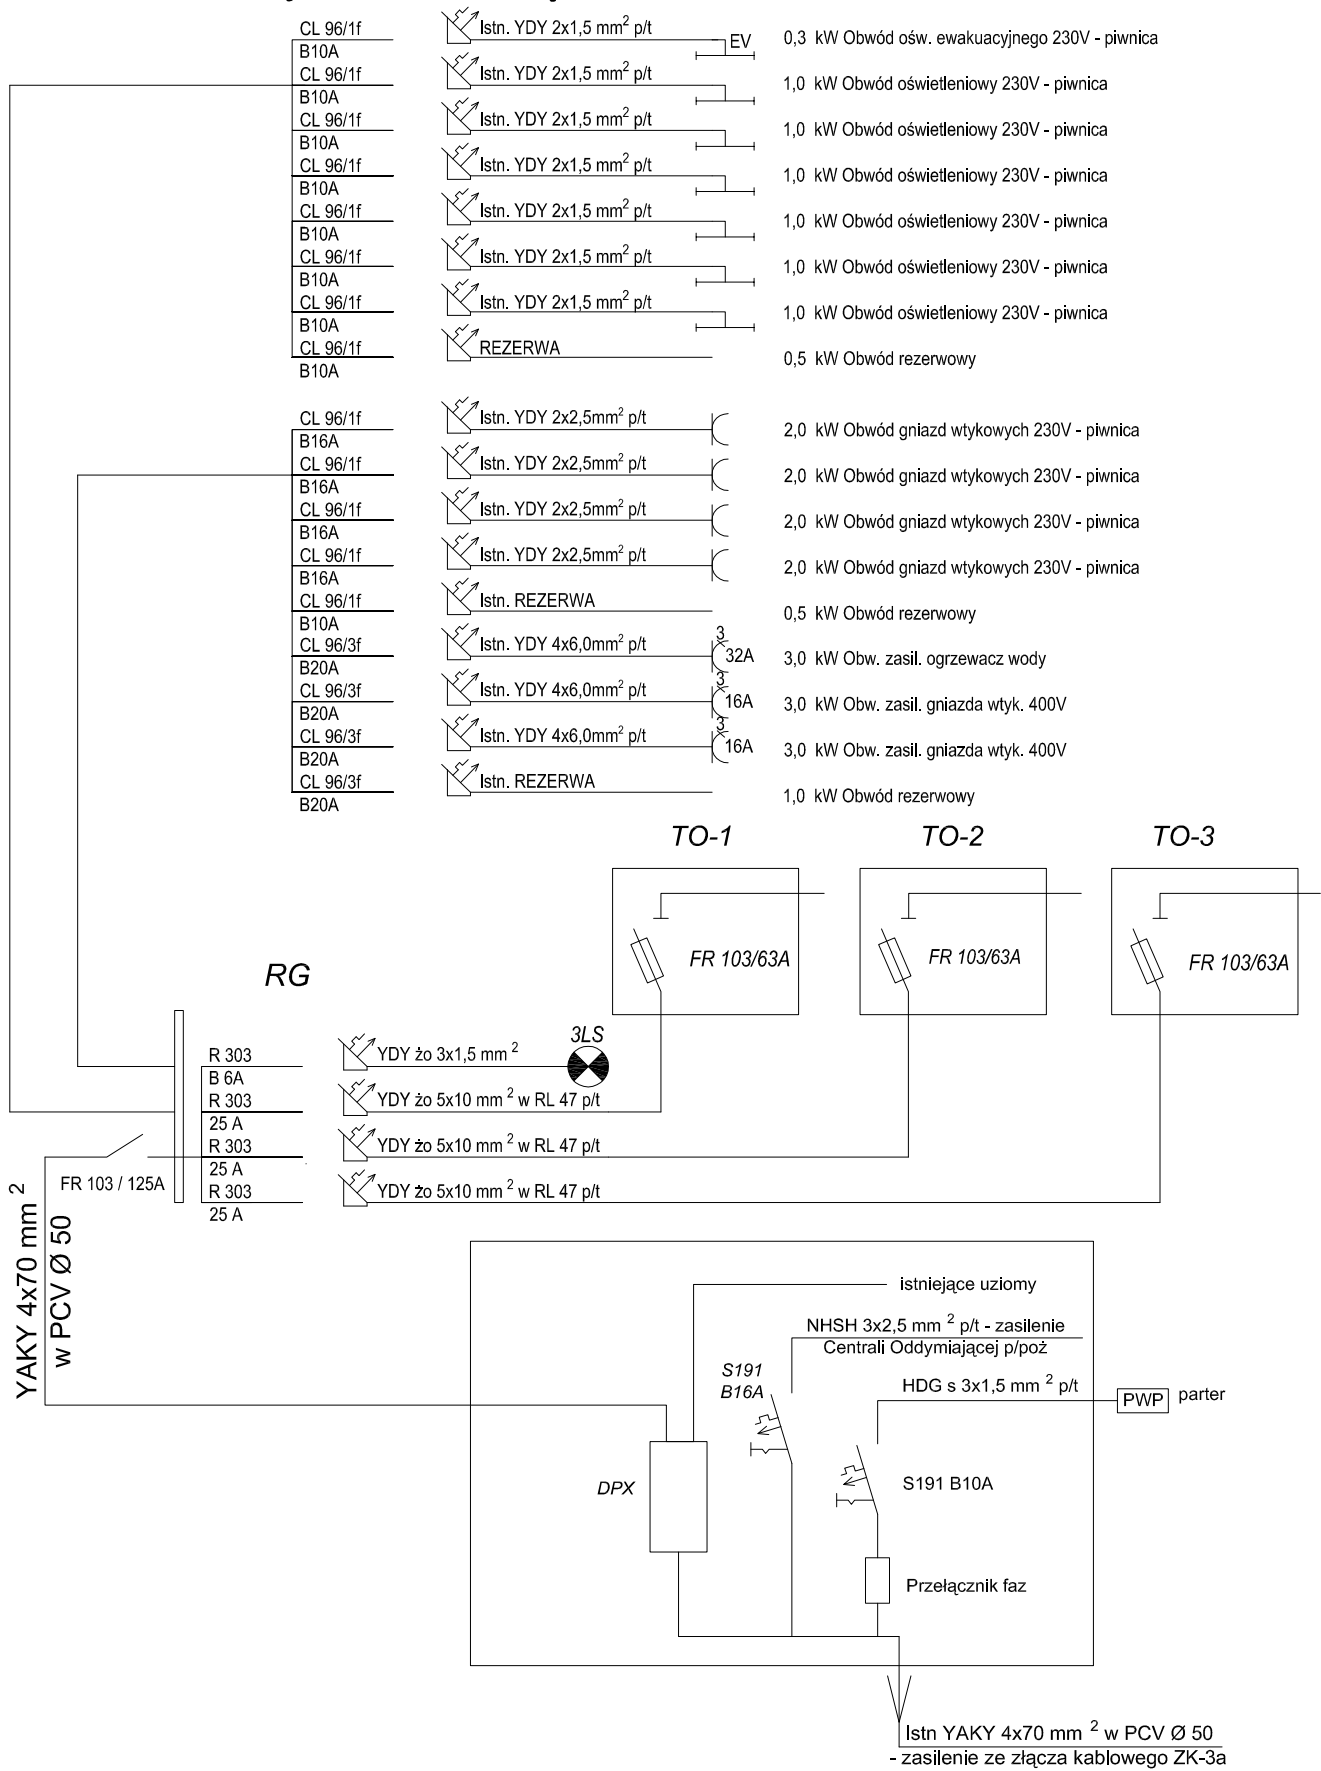 CL 96/1f
Istn. YDY 2x1,5 mm2 p/t
EV
0,3 kW Obwód ośw. ewakuacyjnego 230V - piwnica
B10A
CL 96/1f
Istn. YDY 2x1,5 mm2 p/t
1,0 kW Obwód oświetleniowy 230V - piwnica
B10A
CL 96/1f
Istn. YDY 2x1,5 mm2 p/t
1,0 kW Obwód oświetleniowy 230V - piwnica
B10A
CL 96/1f
Istn. YDY 2x1,5 mm2 p/t
1,0 kW Obwód oświetleniowy 230V - piwnica
B10A
CL 96/1f
Istn. YDY 2x1,5 mm2 p/t
1,0 kW Obwód oświetleniowy 230V - piwnica
B10A
CL 96/1f
Istn. YDY 2x1,5 mm2 p/t
1,0 kW Obwód oświetleniowy 230V - piwnica
B10A
CL 96/1f
Istn. YDY 2x1,5 mm2 p/t
1,0 kW Obwód oświetleniowy 230V - piwnica
B10A
CL 96/1f
REZERWA
0,5 kW Obwód rezerwowy
B10A
CL 96/1f
Istn. YDY 2x2,5mm2 p/t
2,0 kW Obwód gniazd wtykowych 230V - piwnica
B16A
CL 96/1f
Istn. YDY 2x2,5mm2 p/t
2,0 kW Obwód gniazd wtykowych 230V - piwnica
B16A
CL 96/1f
Istn. YDY 2x2,5mm2 p/t
2,0 kW Obwód gniazd wtykowych 230V - piwnica
B16A
CL 96/1f
Istn. YDY 2x2,5mm2 p/t
2,0 kW Obwód gniazd wtykowych 230V - piwnica
B16A
CL 96/1f
Istn. REZERWA
0,5 kW Obwód rezerwowy
B10A
CL 96/3f
Istn. YDY 4x6,0mm2 p/t
3
32A
3,0 kW Obw. zasil. ogrzewacz wody
B20A
CL 96/3f
Istn. YDY 4x6,0mm2 p/t
3
16A
3,0 kW Obw. zasil. gniazda wtyk. 400V
B20A
CL 96/3f
Istn. YDY 4x6,0mm2 p/t
3
16A
3,0 kW Obw. zasil. gniazda wtyk. 400V
B20A
CL 96/3f
Istn. REZERWA
1,0 kW Obwód rezerwowy
B20A
TO-1
TO-2
TO-3
FR 103/63A
FR 103/63A
FR 103/63A
RG
3LS
R 303
YDY żo 3x1,5 mm 2
B 6A
R 303
YDY żo 5x10 mm 2 w RL 47 p/t
25 A
R 303
YDY żo 5x10 mm 2 w RL 47 p/t
25 A
FR 103 / 125A
R 303
YDY żo 5x10 mm 2 w RL 47 p/t
25 A
YAKY 4x70 mm 2
w PCV Ø 50
istniejące uziomy
NHSH 3x2,5 mm 2 p/t - zasilenie
Centrali Oddymiającej p/poż
S191
B16A
HDG s 3x1,5 mm 2 p/t
PWP
parter
DPX
S191 B10A
Przełącznik faz
Istn YAKY 4x70 mm 2 w PCV Ø 50
- zasilenie ze złącza kablowego ZK-3a